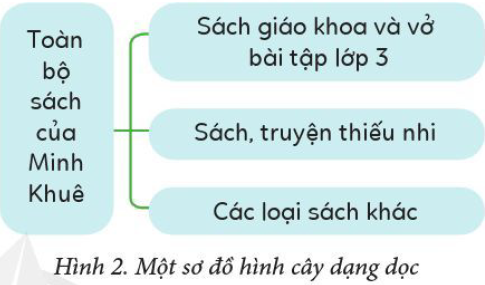 Toàn
bộ
sách
của
Minh
Khuê
Sách giáo khoa và vở
bài tập lớp 3
Sách, truyện thiếu nhi
Các loại sách khác
Hình 2. Một sơ đồ hình cây dạng dọc